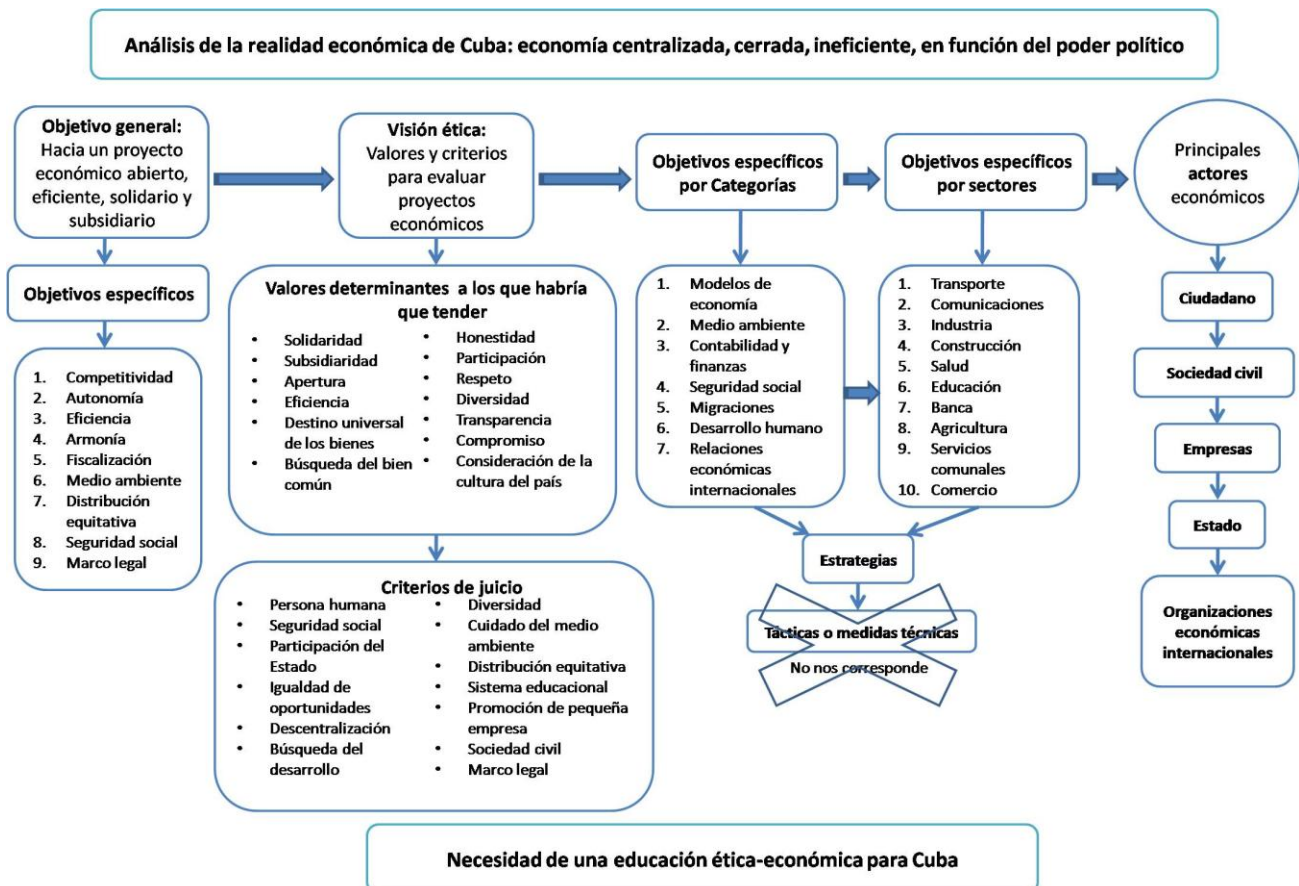 Análisis de la realidad económica de Cuba: economía centralizada, cerrada, ineficiente, en función del poder político
Objetivo general:
Hacia un proyecto
económico abierto,
eficiente, solidario y
subsidiario
Visión ética:
Valores y criterios
para evaluar
proyectos
económicos
Objetivos específicos
por Categorías
Objetivos específicos
por sectores
Principales
actores
económicos
Objetivos específicos
1. Competitividad
2. Autonomía
3. Eficiencia
4. Armonía
5. Fiscalización
6. Medio ambiente
7. Distribución
equitativa
8. Seguridad social
9. Marco legal
Valores determinantes a los que habría
que tender
• Solidaridad
• Subsidiaridad
• Apertura
• Eficiencia
• Destino universal
de los bienes
• Búsqueda del bien
común
• Honestidad
• Participación
• Respeto
• Diversidad
• Transparencia
• Compromiso
• Consideración de la
cultura del país
Criterios de juicio
• Persona humana
• Seguridad social
• Participación del
Estado
• Igualdad de
oportunidades
• Descentralización
• Búsqueda del
desarrollo
• Diversidad
• Cuidado del medio
ambiente
• Distribución equitativa
• Sistema educacional
• Promoción de pequeña
empresa
• Sociedad civil
• Marco legal
1. Modelos de
economía
2. Medio ambiente
3. Contabilidad y
finanzas
4. Seguridad social
5. Migraciones
6. Desarrollo humano
7. Relaciones
económicas
internacionales
1. Transporte
2. Comunicaciones
3. Industria
4. Construcción
5. Salud
6. Educación
7. Banca
8. Agricultura
9. Servicios
comunales
10. Comercio
Estrategias
Tácticas o medidas técnicas
No nos corresponde
Ciudadano
Sociedad civil
Empresas
Estado
Organizaciones
económicas
internacionales
Necesidad de una educación ética-económica para Cuba